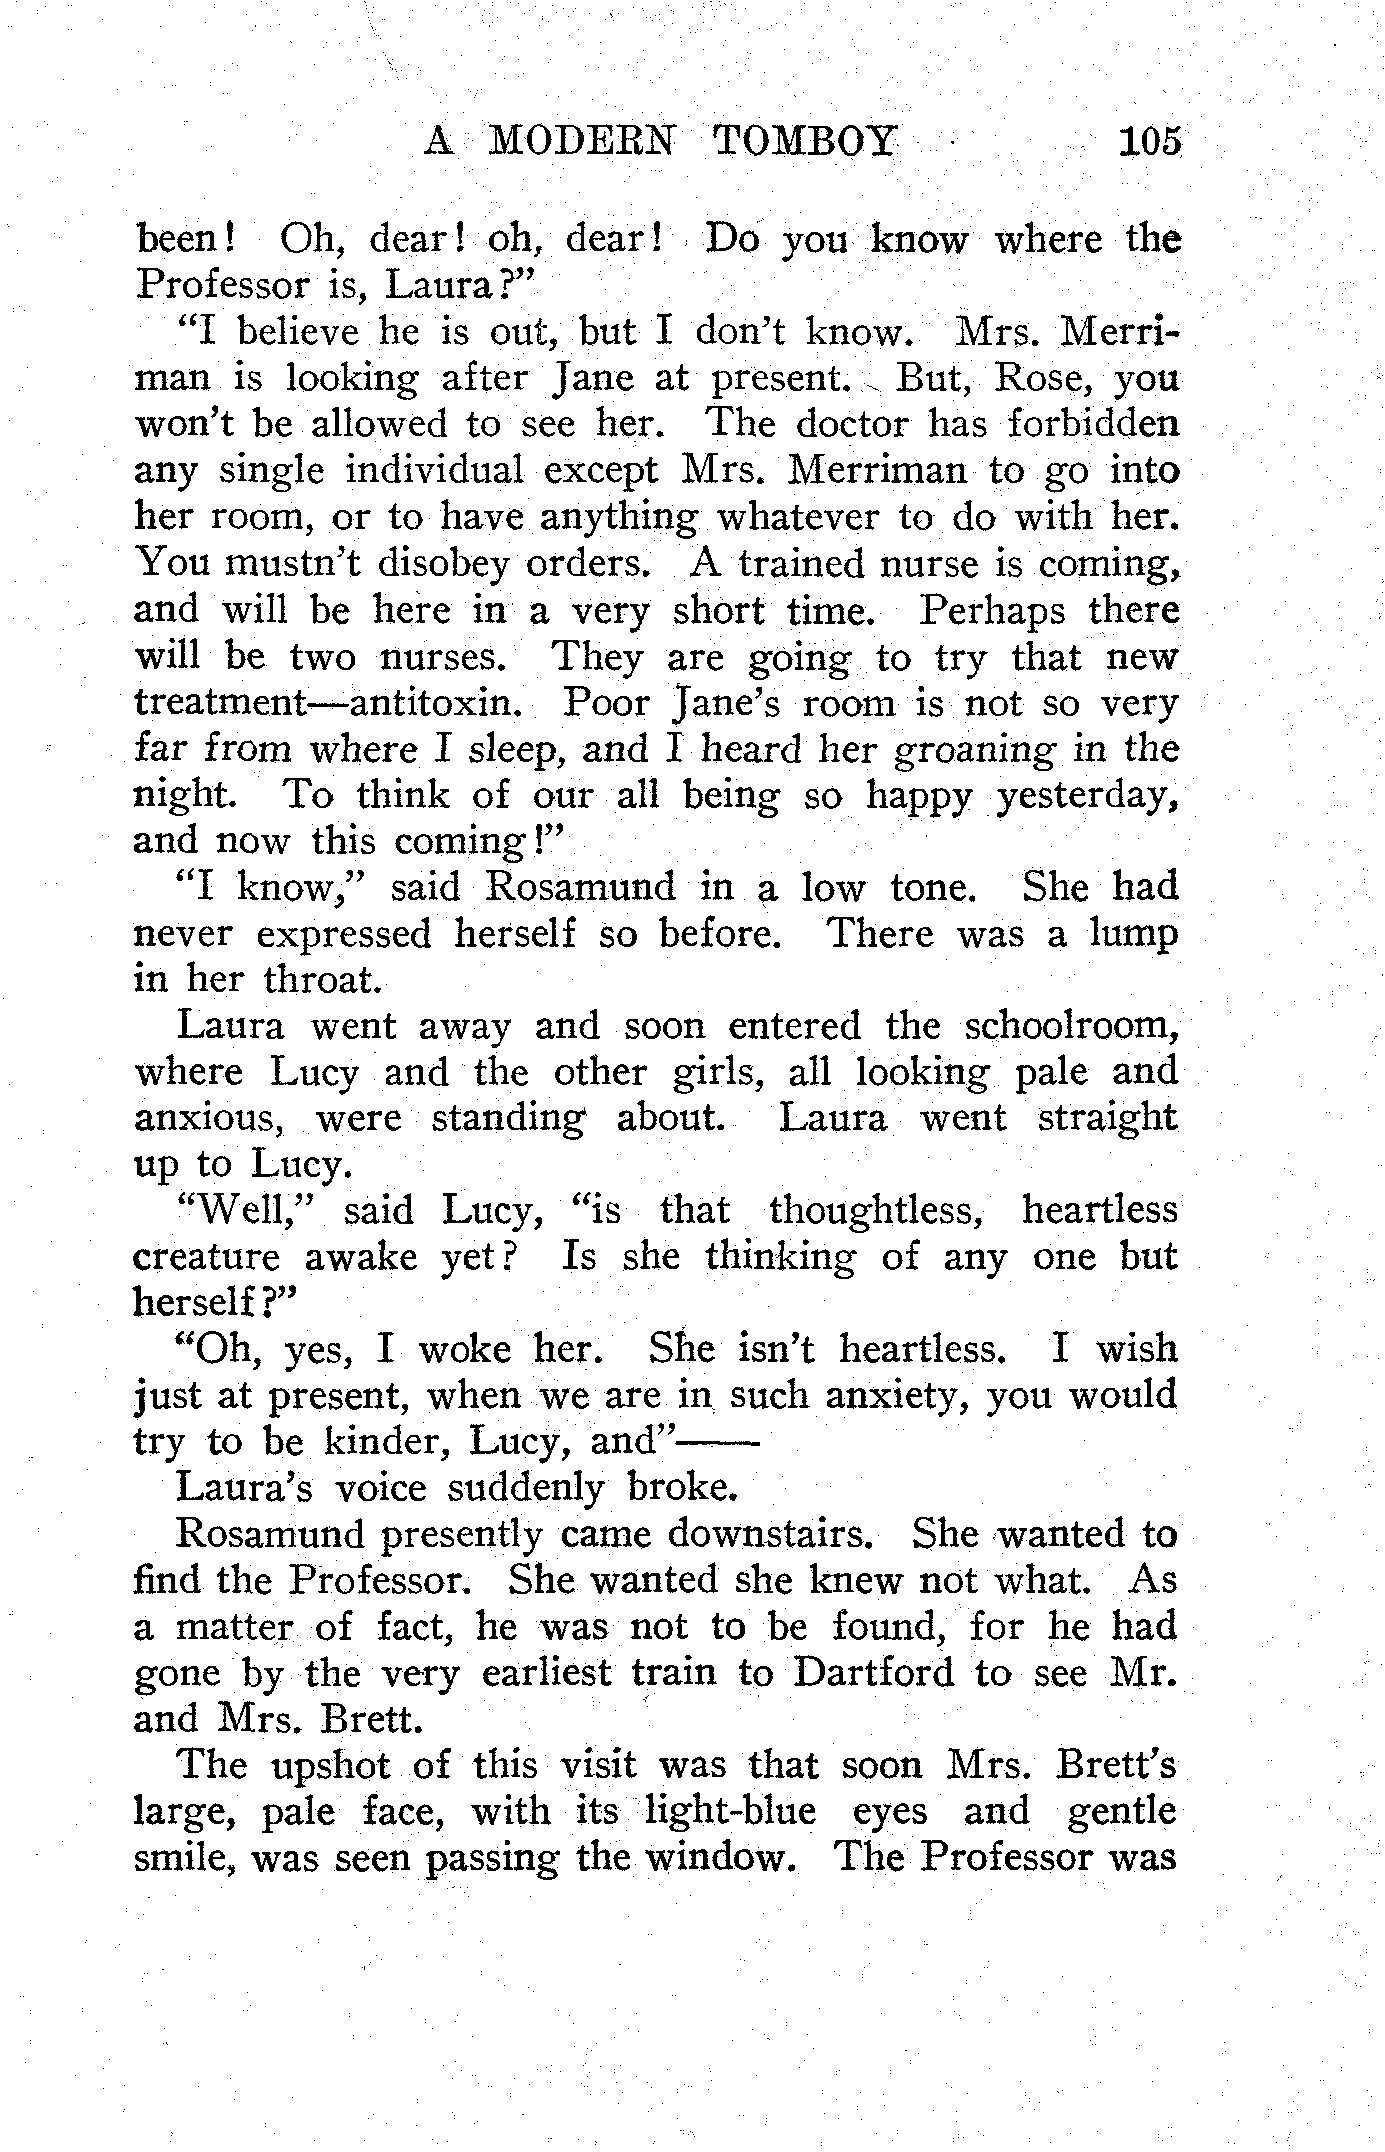 A MODERN TOMBOY 105
been! Oh, dear! oh, dear! Do you know where the
Professor is, Laura?”
“I believe he is out, but I don’t know. Mrs. Merri-
man is looking after Jane at present. But, Rose, you
won’t be allowed to see her. The doctor has forbidden
any single individual except Mrs. Merriman to go into
her room, or to have anything whatever to do with her.
You mustn’t disobey orders. A trained nurse is coming,
and will be here in a very short time. Perhaps there
will be two nurses. They are going to try that new
treatment—antitoxin. Poor Jane’s room is not so very
far from where I sleep, and I heard her groaning in the
night. To think of our all being so happy yesterday,
and now this coming!”
“I know,” said Rosamund in a low tone. She had
never expressed herself so before. There was a lump
in her throat.
Laura went away and soon entered the schoolroom,
where Lucy and the other girls, all looking pale and
anxious, were standing about. Laura went straight
up to Lucy.
“Well,” said Lucy, “is that thoughtless, heartless
creature awake yet? Is she thinking of any one but
herself?”
“Oh, yes, I woke her. She isn’t heartless. I wish
just at present, when we are in such anxiety, you would
try to be kinder, Lucy, and”——
Laura’s voice suddenly broke.
Rosamund presently came downstairs. She wanted to
find the Professor. She wanted she knew not what. As
a matter of fact, he was not to be found, for he had
gone by the very earliest train to Dartford to see Mr.
and Mrs. Brett.
The upshot of this visit was that soon Mrs. Brett’s
large, pale face, with its light-blue eyes and gentle
smile, was seen passing the window. The Professor was